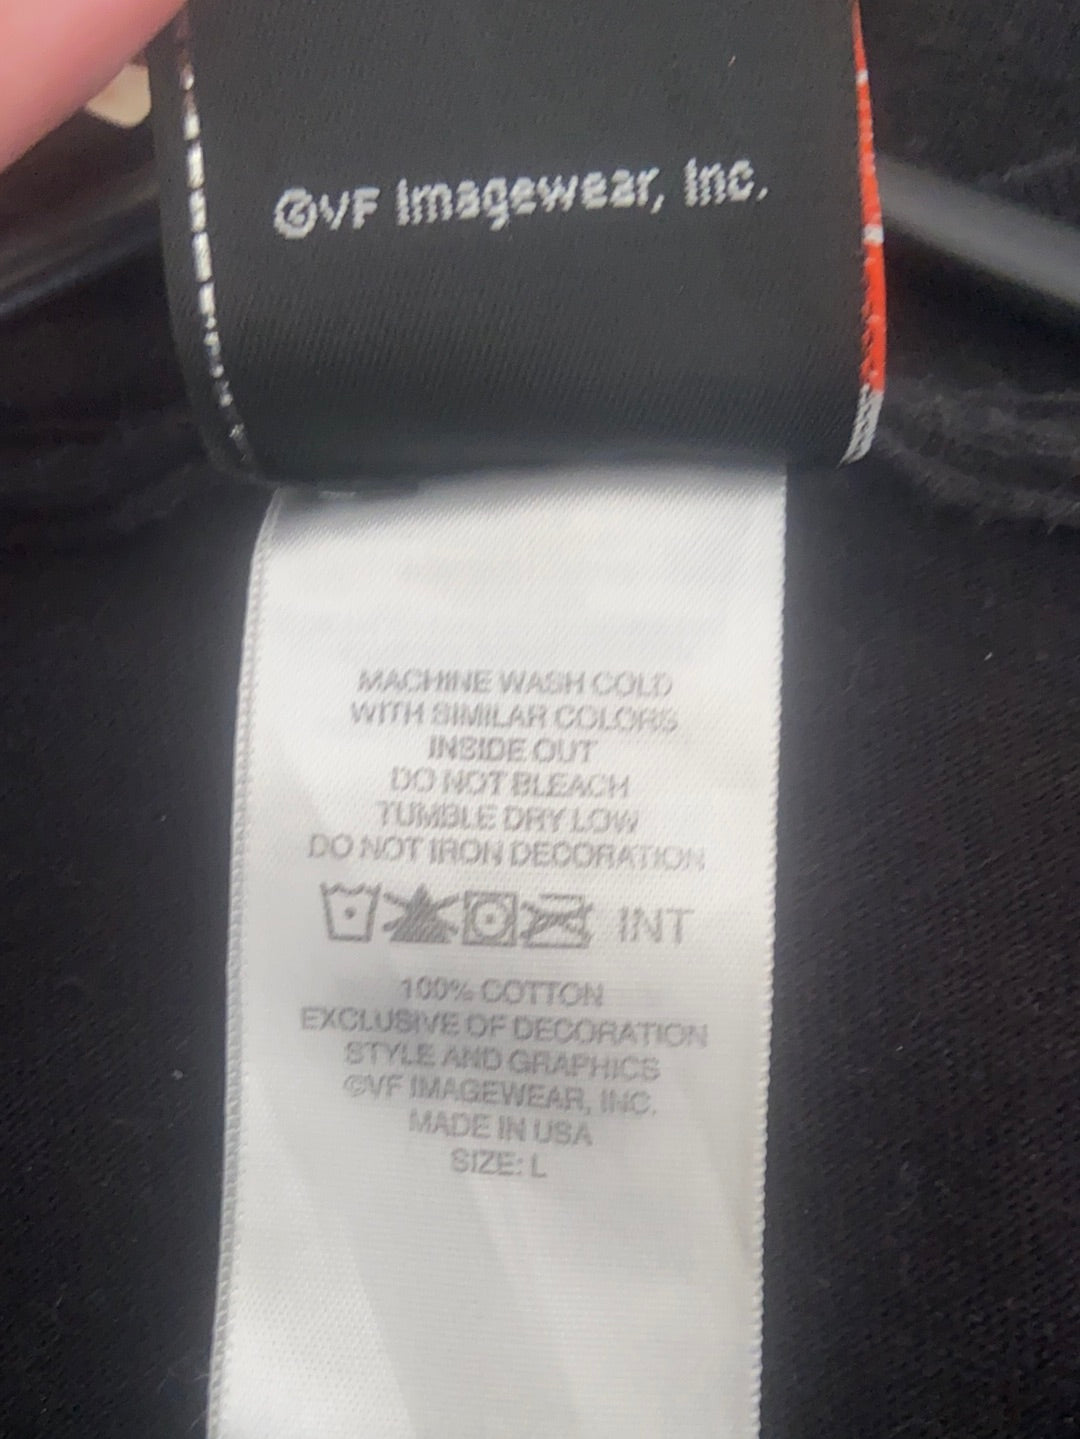 ©VF Imagewear, Inc.
MACHINE WASH COLD
WITH SIMILAR COLORS
INSIDE OUT
DO NOT BLEACH
TUMBLE DRY LOW
DO NOT IRON DECORATION
INT
100% COTTON
EXCLUSIVE OF DECORATION
STYLE AND GRAPHICS
©VF IMAGEWEAR, INC.
MADE IN USA
SIZE: L